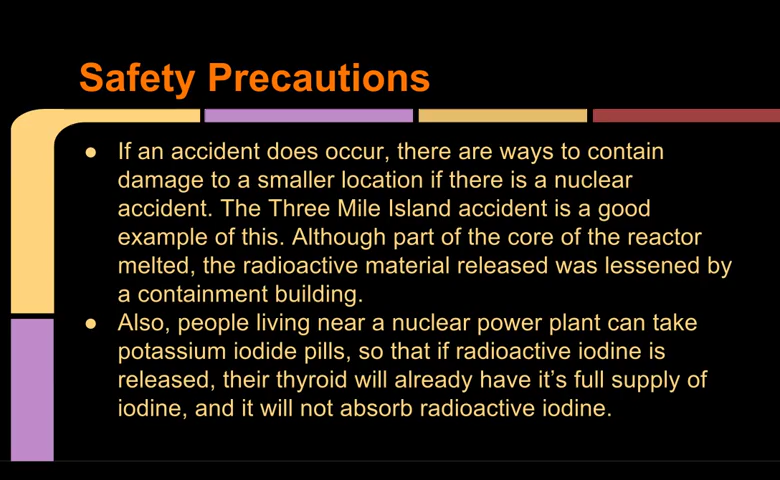 Safety Precautions
● If an accident does occur, there are ways to contain
damage to a smaller location if there is a nuclear
accident. The Three Mile Island accident is a good
example of this. Although part of the core of the reactor
melted, the radioactive material released was lessened by
a containment building.
● Also, people living near a nuclear power plant can take
potassium iodide pills, so that if radioactive iodine is
released, their thyroid will already have it's full supply of
iodine, and it will not absorb radioactive iodine.